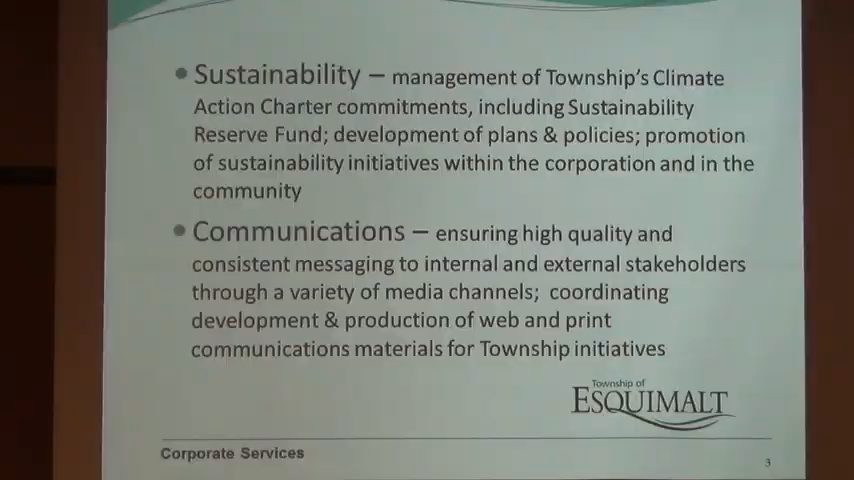 • Sustainability – management of Township's Climate
Action Charter commitments, including Sustainability
Reserve Fund; development of plans & policies; promotion
of sustainability initiatives within the corporation and in the
community
• Communications – ensuring high quality and
consistent messaging to internal and external stakeholders
through a variety of media channels; coordinating
development & production of web and print
communications materials for Township initiatives
Township of
ESQUIMALT
Corporate Services
3